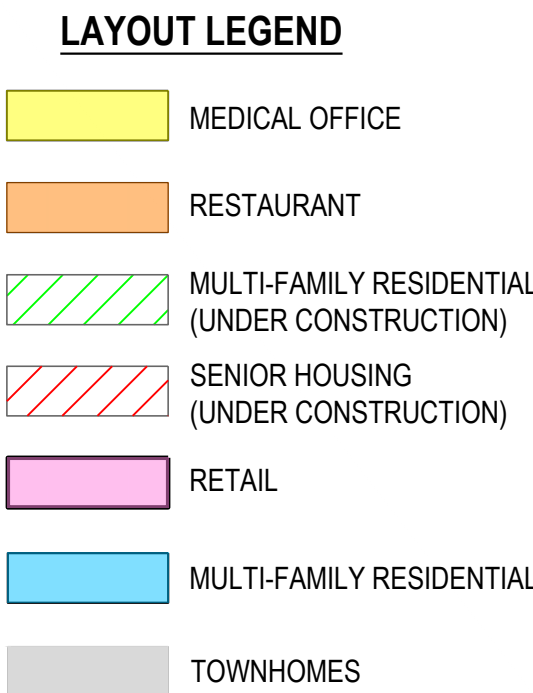 LAYOUT LEGEND
MEDICAL OFFICE
RESTAURANT
MULTI-FAMILY RESIDENTIAL
(UNDER CONSTRUCTION)
SENIOR HOUSING
(UNDER CONSTRUCTION)
RETAIL
MULTI-FAMILY RESIDENTIAL
TOWNHOMES